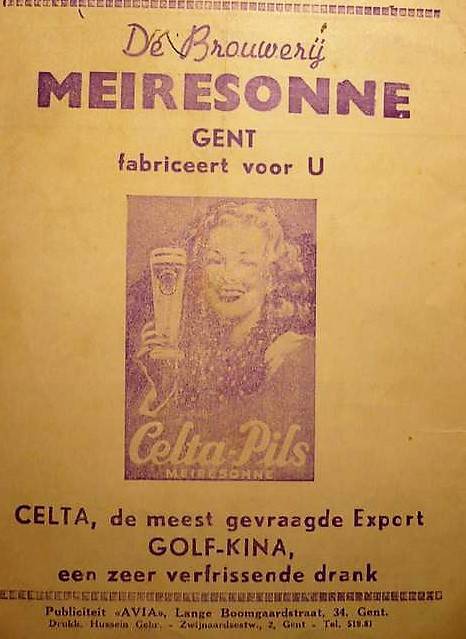 De Brouwerij
MEIRESONNE
GENT
fabriceert voor U
Celta-Pils
MEIRESONNE
CELTA, de meest gevraagde Export
GOLF-KINA,
een zeer verfrissende drank
Publiciteit «AVIA», Lange Boomgaardstraat, 34, Gent.
Drukk. Hussein Gebr. - Zwijnaardsestw., 2, Gent - Tel. 519.81